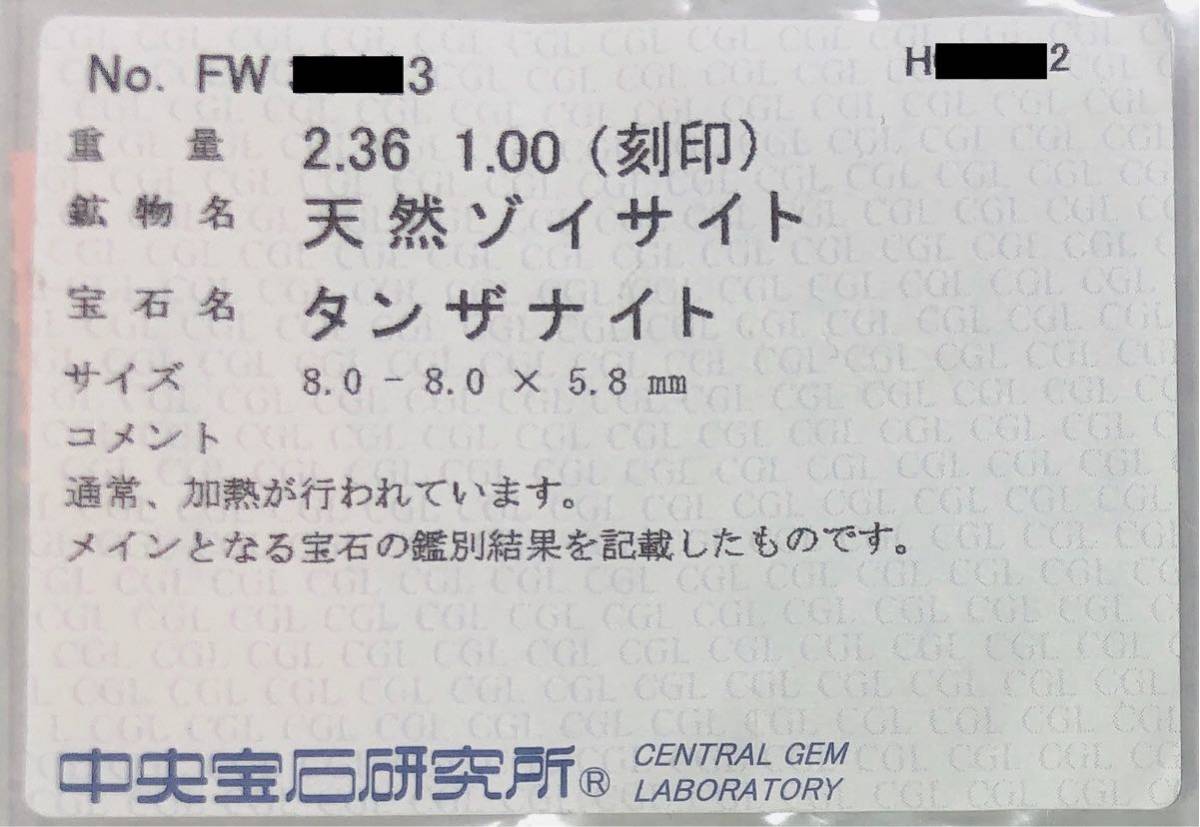 No. FW 3 H 2
重量 2.36 1.00 (刻印)
鉱物名 天然ゾイサイト
宝石名 タンザナイト
サイズ 8.0 - 8.0 × 5.8 mm
コメント
通常、加熱が行われています。
メインとなる宝石の鑑別結果を記載したものです。
中央宝石研究所® CENTRAL GEM
LABORATORY